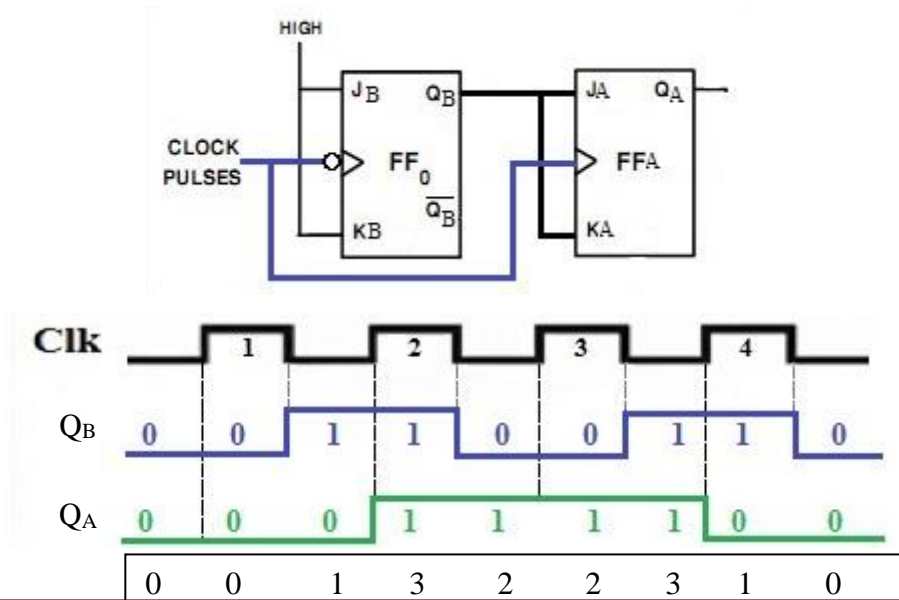 HIGH
JB QB JA QA
CLOCK
PULSES
FF0 FFA
QB
KB KA
Clk 1 2 3 4
QB 0 0 1 1 0 0 1 1 0
QA 0 0 0 1 1 1 1 0 0
0 0 1 3 2 2 3 1 0